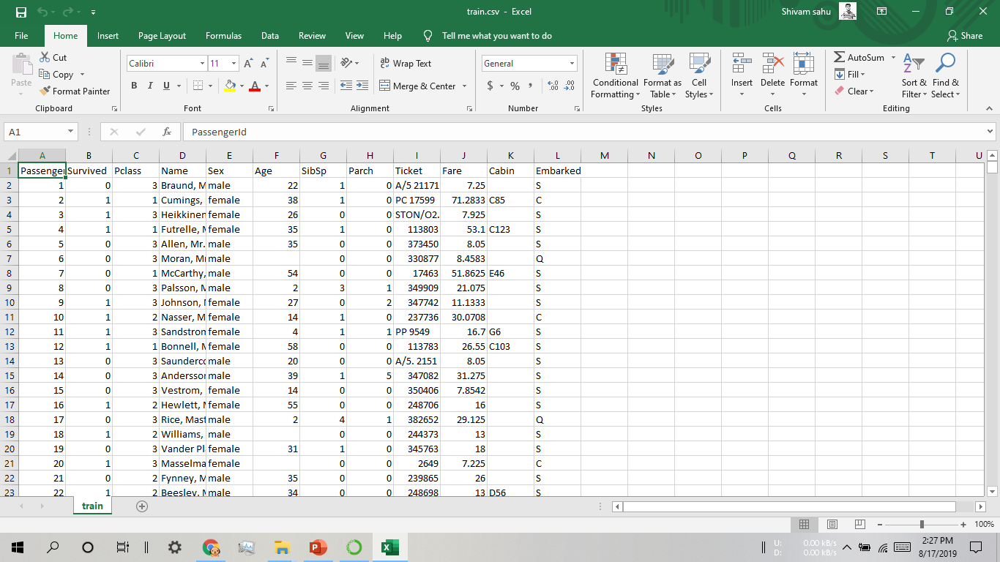 train.csv - Excel
Shivam sahu
File Home Insert Page Layout Formulas Data Review View Help Tell me what you want to do Share
Cut
Copy
Format Painter
Paste
Clipboard
Calibri 11
B I U
Font
Wrap Text
Merge & Center
Alignment
General
$ % ,
Number
Conditional Formatting
Format as Table
Cell Styles
Styles
Insert Delete Format
Cells
AutoSum
Fill
Clear
Sort & Filter
Find & Select
Editing
A1 fx PassengerId
A B C D E F G H I J K L M N O P Q R S T U
1 Passenger Survived Pclass Name Sex Age SibSp Parch Ticket Fare Cabin Embarked
2 1 0 3 Braund, M male 22 1 0 A/5 21171 7.25 S
3 2 1 1 Cumings, female 38 1 0 PC 17599 71.2833 C85 C
4 3 1 3 Heikkinen female 26 0 0 STON/O2. 7.925 S
5 4 1 1 Futrelle, M female 35 1 0 113803 53.1 C123 S
6 5 0 3 Allen, Mr. male 35 0 0 373450 8.05 S
7 6 0 3 Moran, Mr male 0 0 330877 8.4583 Q
8 7 0 1 McCarthy, male 54 0 0 17463 51.8625 E46 S
9 8 0 3 Palsson, M male 2 3 1 349909 21.075 S
10 9 1 3 Johnson, female 27 0 2 347742 11.1333 S
11 10 1 2 Nasser, M female 14 1 0 237736 30.0708 C
12 11 1 3 Sandstrom female 4 1 1 PP 9549 16.7 G6 S
13 12 1 1 Bonnell, M female 58 0 0 113783 26.55 C103 S
14 13 0 3 Saunderco male 20 0 0 A/5. 2151 8.05 S
15 14 0 3 Andersson male 39 1 5 347082 31.275 S
16 15 0 3 Vestrom, female 14 0 0 350406 7.8542 S
17 16 1 2 Hewlett, female 55 0 0 248706 16 S
18 17 0 3 Rice, Mast male 2 4 1 382652 29.125 Q
19 18 1 2 Williams, male 0 0 244373 13 S
20 19 0 3 Vander Pl female 31 1 0 345763 18 S
21 20 1 3 Masselma female 0 0 2649 7.225 C
22 21 0 2 Fynney, M male 35 0 0 239865 26 S
23 22 1 2 Beesley, M male 34 0 0 248698 13 D56 S
train
100%
U: 0.00 kB/s
D: 0.00 kB/s
2:27 PM
8/17/2019